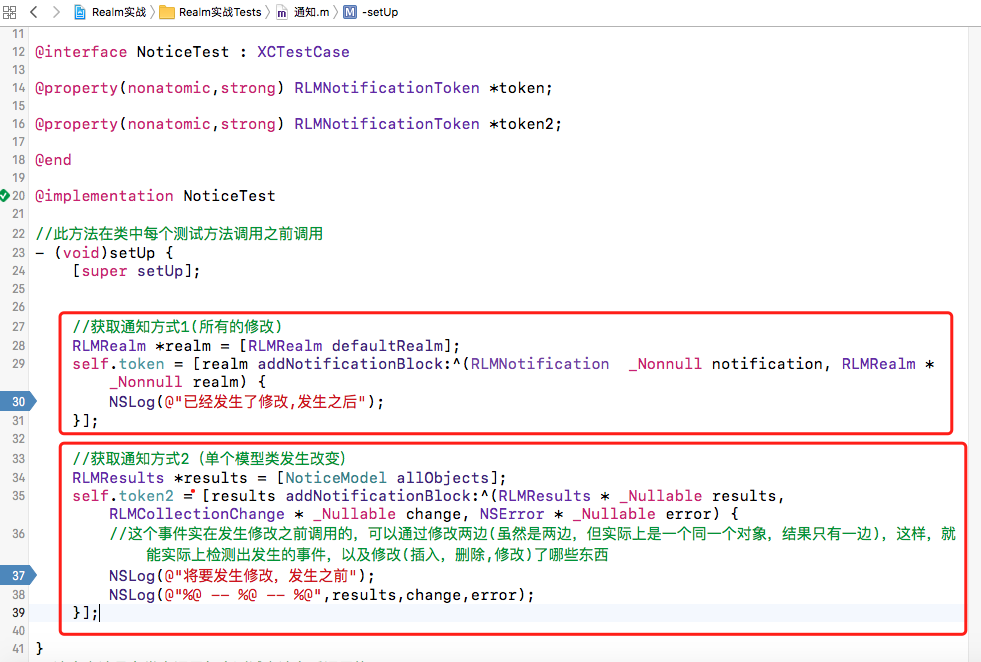 Realm实战 〉 Realm实战Tests 〉 m 通知.m 〉 M -setUp
11
12 @interface NoticeTest : XCTestCase
13
14 @property(nonatomic,strong) RLMNotificationToken *token;
15
16 @property(nonatomic,strong) RLMNotificationToken *token2;
17
18 @end
19
20 @implementation NoticeTest
21
22 //此方法在类中每个测试方法调用之前调用
23 - (void)setUp {
24 [super setUp];
25
26
27 //获取通知方式1(所有的修改)
28 RLMRealm *realm = [RLMRealm defaultRealm];
29 self.token = [realm addNotificationBlock:^(RLMNotification  _Nonnull notification, RLMRealm *
_Nonnull realm) {
30 NSLog(@"已经发生了修改,发生之后");
31 }];
32
33 //获取通知方式2（单个模型类发生改变）
34 RLMResults *results = [NoticeModel allObjects];
35 self.token2 = [results addNotificationBlock:^(RLMResults * _Nullable results,
RLMCollectionChange * _Nullable change, NSError * _Nullable error) {
36 //这个事件实在发生修改之前调用的，可以通过修改两边(虽然是两边，但实际上是一个同一个对象，结果只有一边)，这样，就
能实际上检测出发生的事件，以及修改(插入，删除,修改)了哪些东西
37 NSLog(@"将要发生修改，发生之前");
38 NSLog(@"%@ -- %@ -- %@",results,change,error);
39 }];
40
41 }